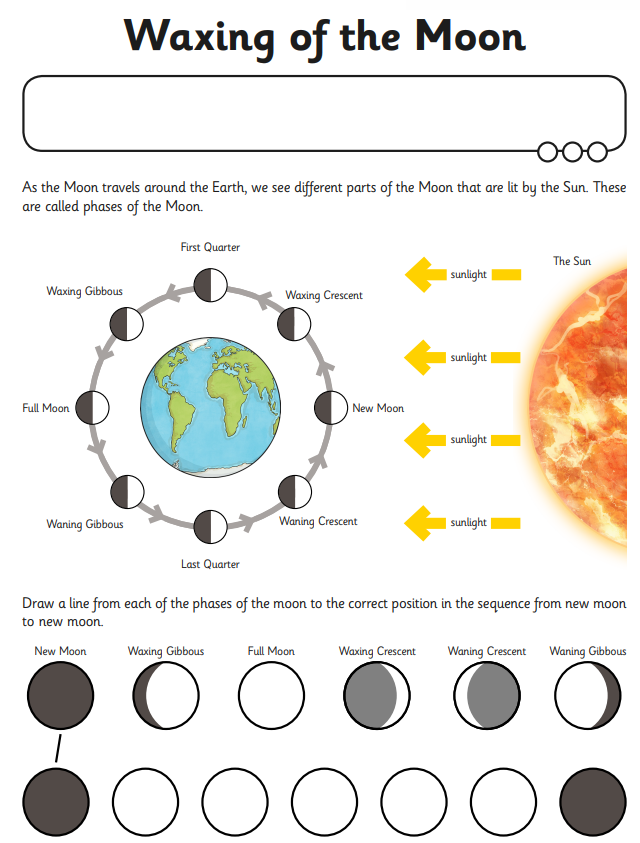 Waxing of the Moon
As the Moon travels around the Earth, we see different parts of the Moon that are lit by the Sun. These
are called phases of the Moon.
First Quarter
The Sun
sunlight
Waxing Gibbous
Waxing Crescent
sunlight
Full Moon
New Moon
sunlight
Waning Gibbous
Waning Crescent
sunlight
Last Quarter
Draw a line from each of the phases of the moon to the correct position in the sequence from new moon
to new moon.
New Moon
Waxing Gibbous
Full Moon
Waxing Crescent
Waning Crescent
Waning Gibbous